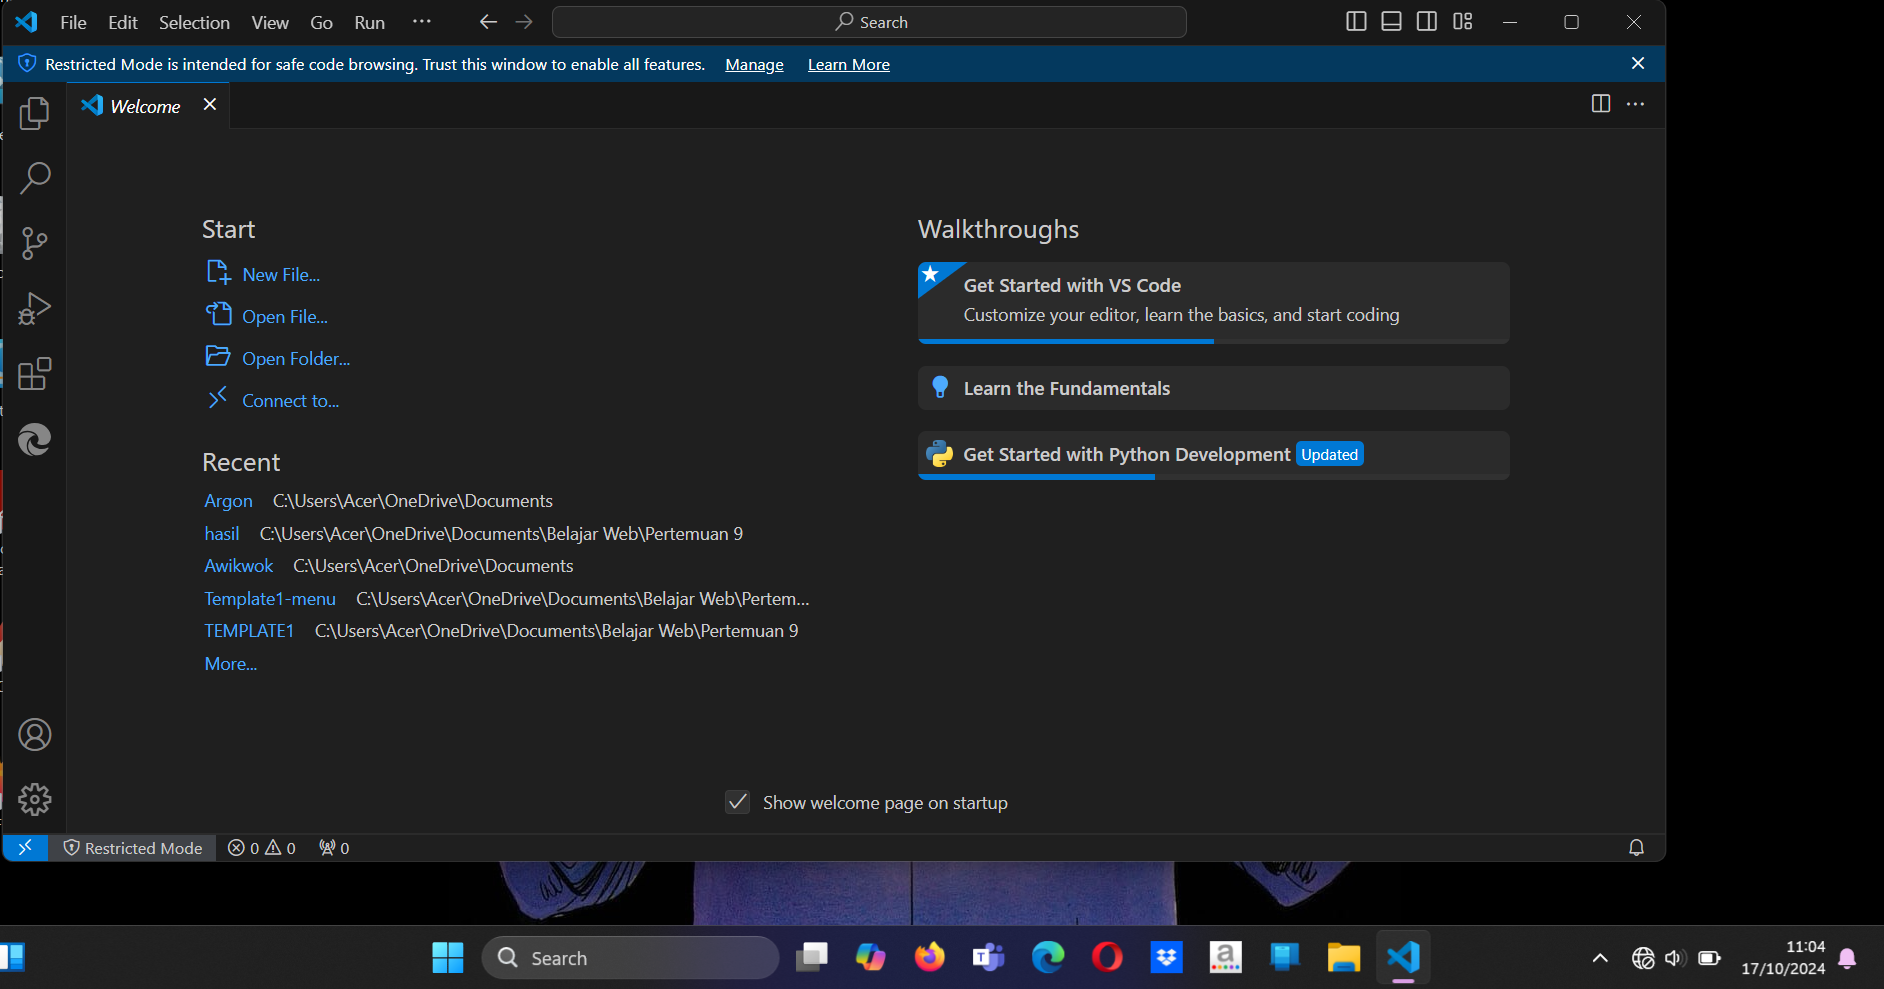 File Edit Selection View Go Run ···
Search
Restricted Mode is intended for safe code browsing. Trust this window to enable all features. Manage Learn More
Welcome
Start
New File...
Open File...
Open Folder...
Connect to...
Recent
Argon C:\Users\Acer\OneDrive\Documents
hasil C:\Users\Acer\OneDrive\Documents\Belajar Web\Pertemuan 9
Awikwok C:\Users\Acer\OneDrive\Documents
Template1-menu C:\Users\Acer\OneDrive\Documents\Belajar Web\Pertem...
TEMPLATE1 C:\Users\Acer\OneDrive\Documents\Belajar Web\Pertemuan 9
More...
Walkthroughs
Get Started with VS Code
Customize your editor, learn the basics, and start coding
Learn the Fundamentals
Get Started with Python Development Updated
Show welcome page on startup
Restricted Mode 0 0 0
Search
11:04
17/10/2024